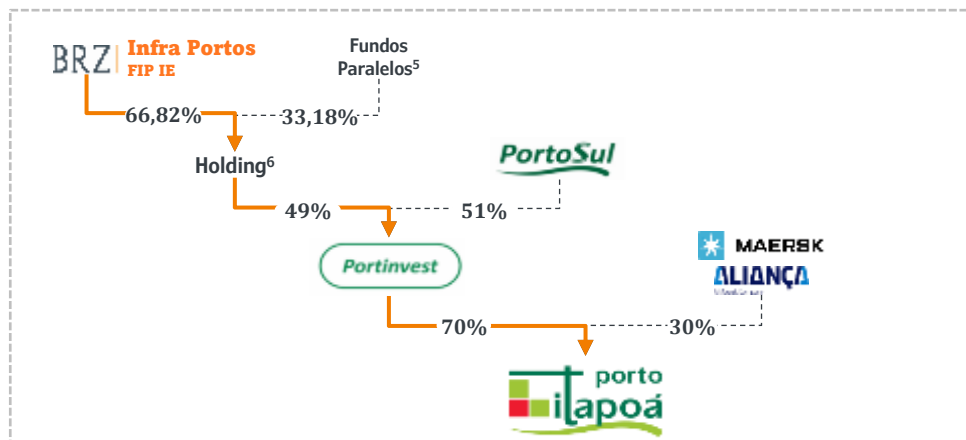 BRZ
Infra Portos
FIP IE
Fundos
Paralelos⁵
66,82%
33,18%
Holding⁶
PortoSul
49%
51%
Portinvest
MAERSK
ALIANÇA
70%
30%
porto
itapoá